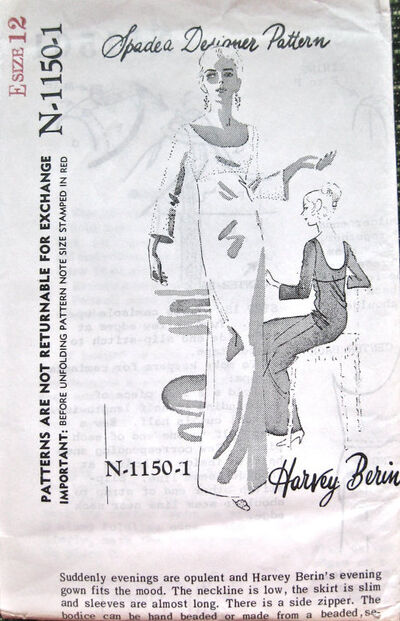 E SIZE 12
N-1150-1
Spadea Designer Pattern
PATTERNS ARE NOT RETURNABLE FOR EXCHANGE
IMPORTANT: BEFORE UNFOLDING PATTERN NOTE SIZE STAMPED IN RED
N-1150-1
Harvey Berin
Suddenly evenings are opulent and Harvey Berin's evening
gown fits the mood. The neckline is low, the skirt is slim
and sleeves are almost long. There is a side zipper. The
bodice can be hand beaded or made from a beaded, se-